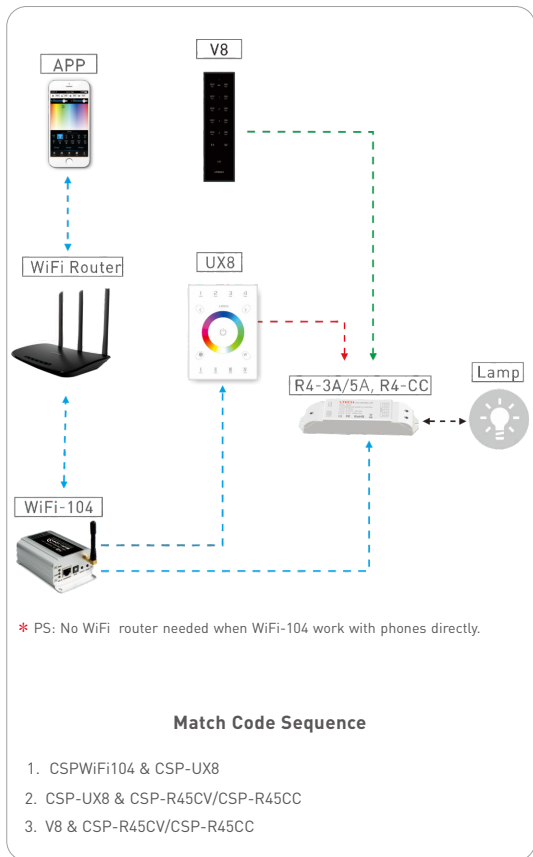 V8
APP
WiFi Router
UX8
R4-3A/5A, R4-CC
Lamp
WiFi-104
* PS: No WiFi router needed when WiFi-104 work with phones directly.
Match Code Sequence
1. CSPWiFi104 & CSP-UX8
2. CSP-UX8 & CSP-R45CV/CSP-R45CC
3. V8 & CSP-R45CV/CSP-R45CC